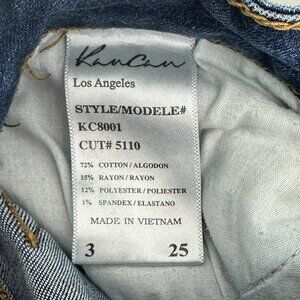 KanCan
Los Angeles
STYLE/MODELE#
KC8001
CUT# 5110
72% COTTON/ALGODON
15% RAYON/RAYON
12% POLYESTER/POLIESTER
1% SPANDEX/ELASTANO
MADE IN VIETNAM
3 25